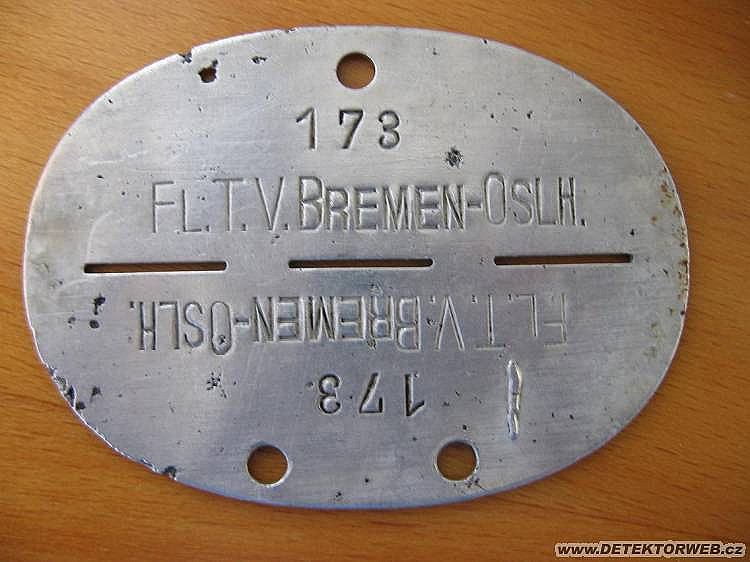 173
FL.T.V. BREMEN-OSLH.
FL.T.V. BREMEN-OSLH.
173
www.DETEKTORWEB.cz